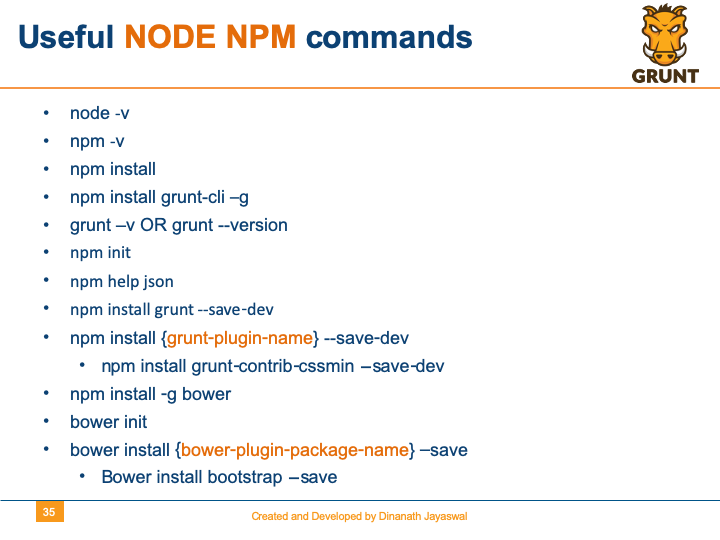 Useful NODE NPM commands
GRUNT
• node -v
• npm -v
• npm install
• npm install grunt-cli –g
• grunt –v OR grunt --version
• npm init
• npm help json
• npm install grunt --save-dev
• npm install {grunt-plugin-name} --save-dev
• npm install grunt-contrib-cssmin –save-dev
• npm install -g bower
• bower init
• bower install {bower-plugin-package-name} –save
• Bower install bootstrap –save
35
Created and Developed by Dinanath Jayaswal